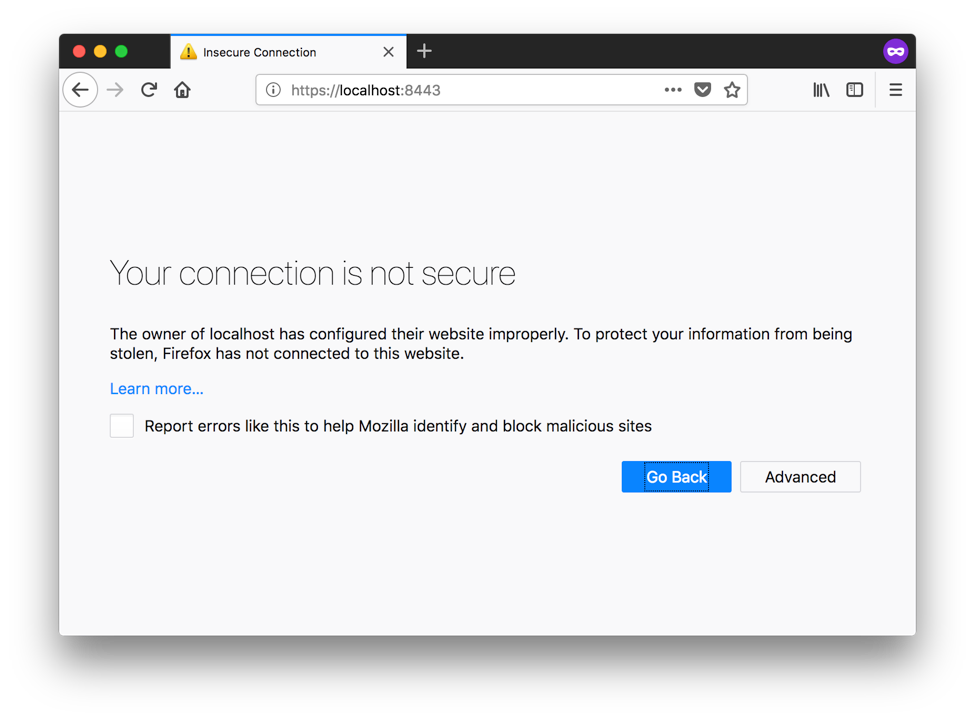 Insecure Connection
https://localhost:8443
Your connection is not secure
The owner of localhost has configured their website improperly. To protect your information from being
stolen, Firefox has not connected to this website.
Learn more...
Report errors like this to help Mozilla identify and block malicious sites
Go Back
Advanced